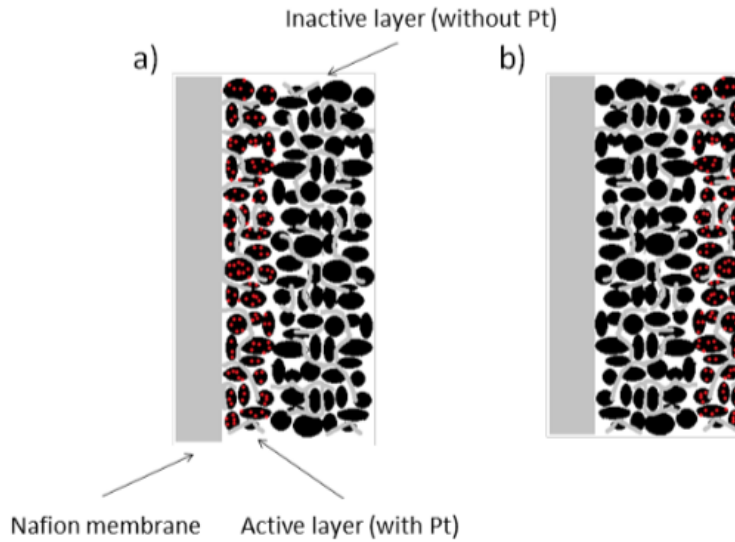 Inactive layer (without Pt)
a)
b)
Nafion membrane
Active layer (with Pt)